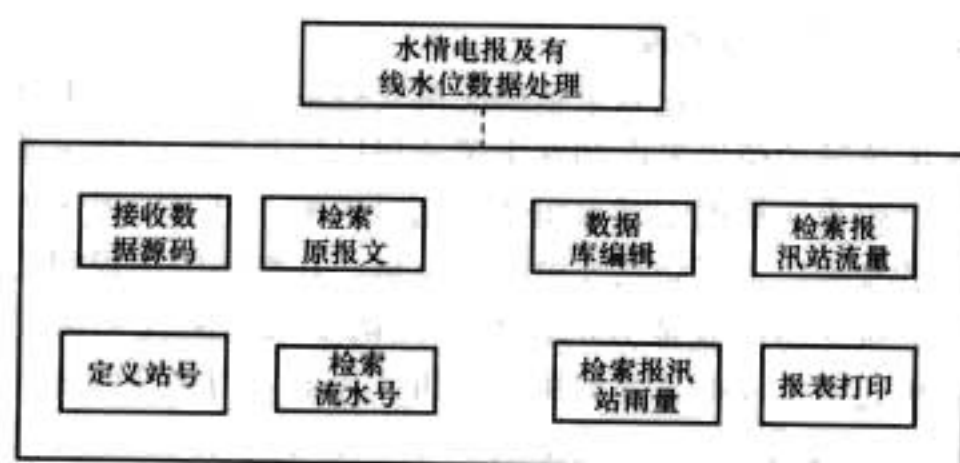 水情电报及有
线水位数据处理
接收数
据源码
检索
原报文
数据
库编辑
检索报
汛站流量
定义站号
检索
流水号
检索报汛
站雨量
报表打印